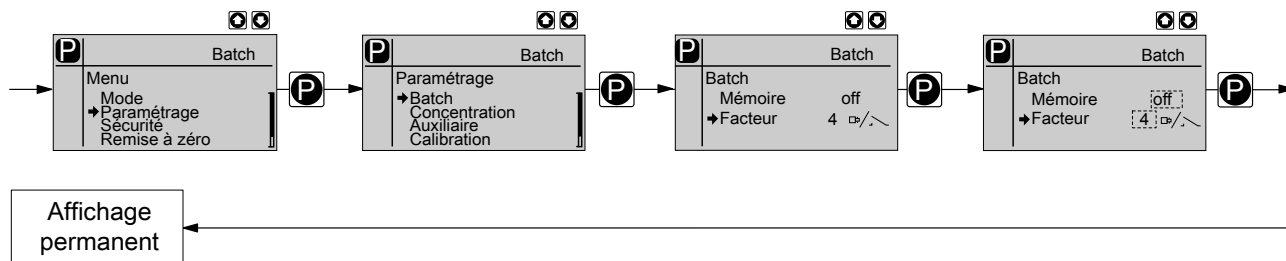 P
Batch
Menu
Mode
Paramétrage
Sécurité
Remise à zéro
P
P
Batch
Paramétrage
Batch
Concentration
Auxiliaire
Calibration
P
P
Batch
Batch
Mémoire off
Facteur 4
P
P
Batch
Batch
Mémoire off
Facteur 4
P
Affichage
permanent